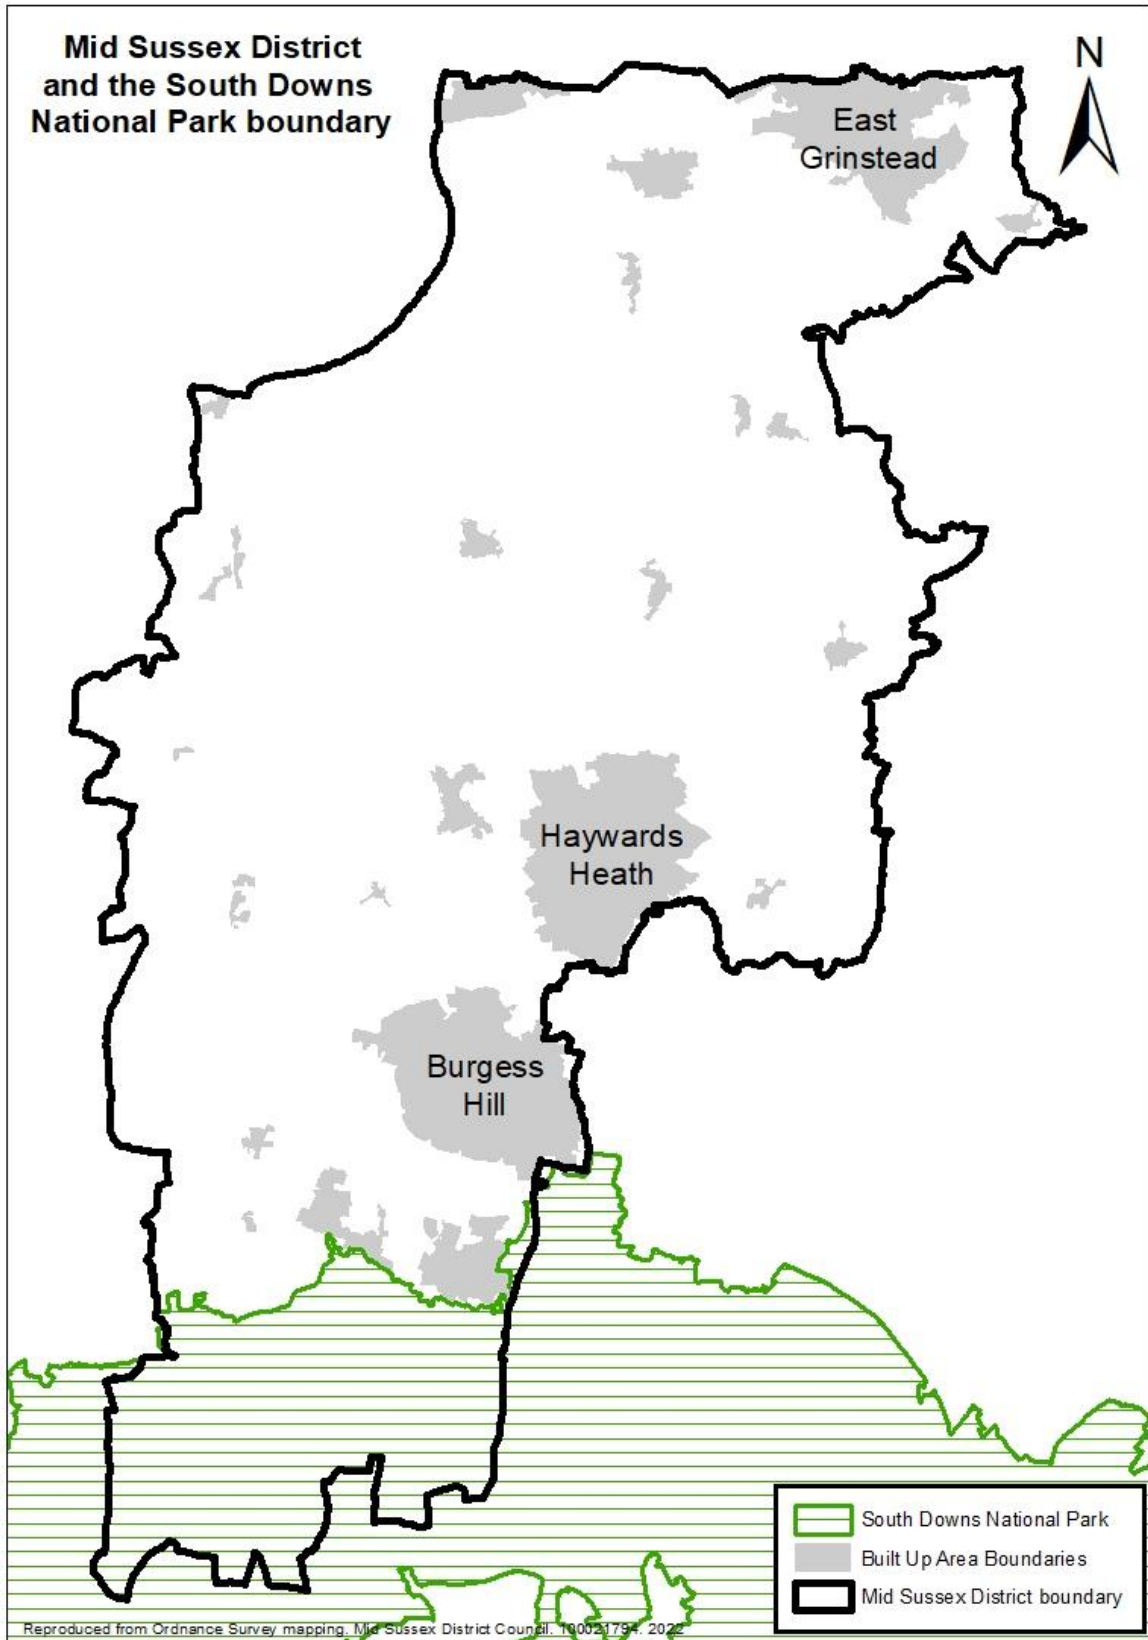 Mid Sussex District
and the South Downs
National Park boundary
N
East
Grinstead
Haywards
Heath
Burgess
Hill
South Downs National Park
Built Up Area Boundaries
Mid Sussex District boundary
Reproduced from Ordnance Survey mapping. Mid Sussex District Council. 100021794. 2022